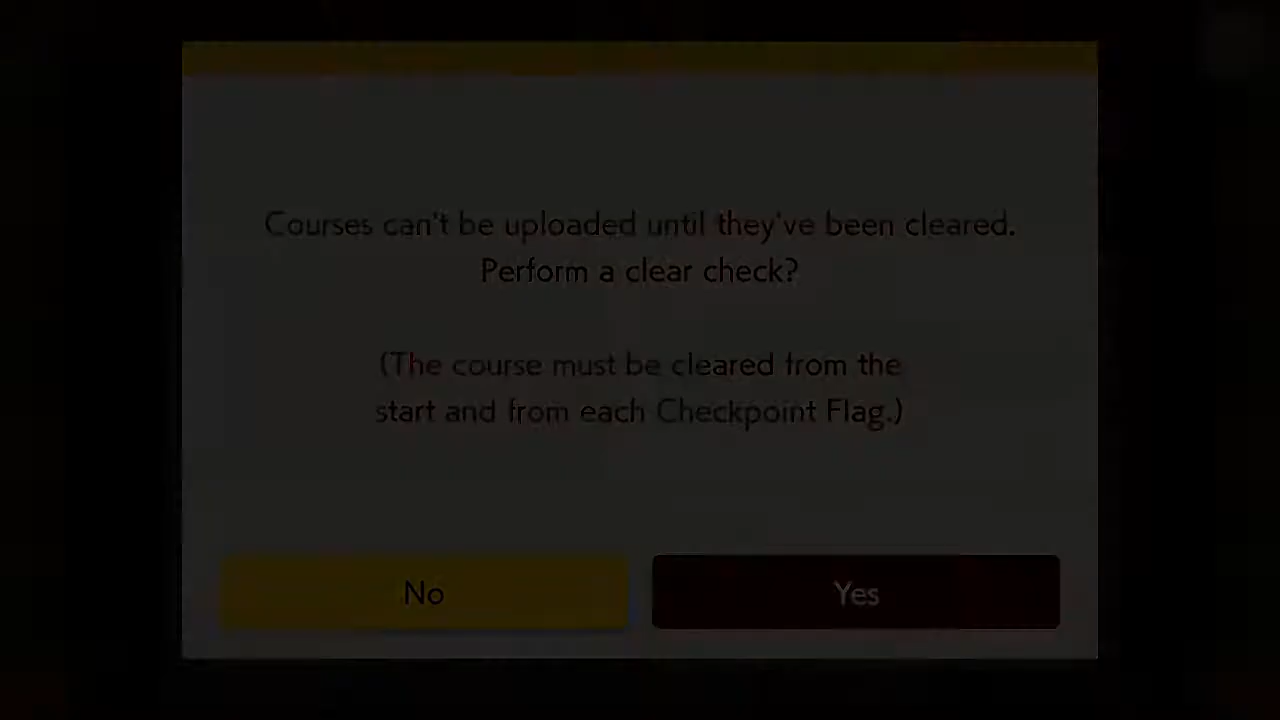 Courses can't be uploaded until they've been cleared.
Perform a clear check?
(The course must be cleared from the
start and from each Checkpoint Flag.)
No
Yes